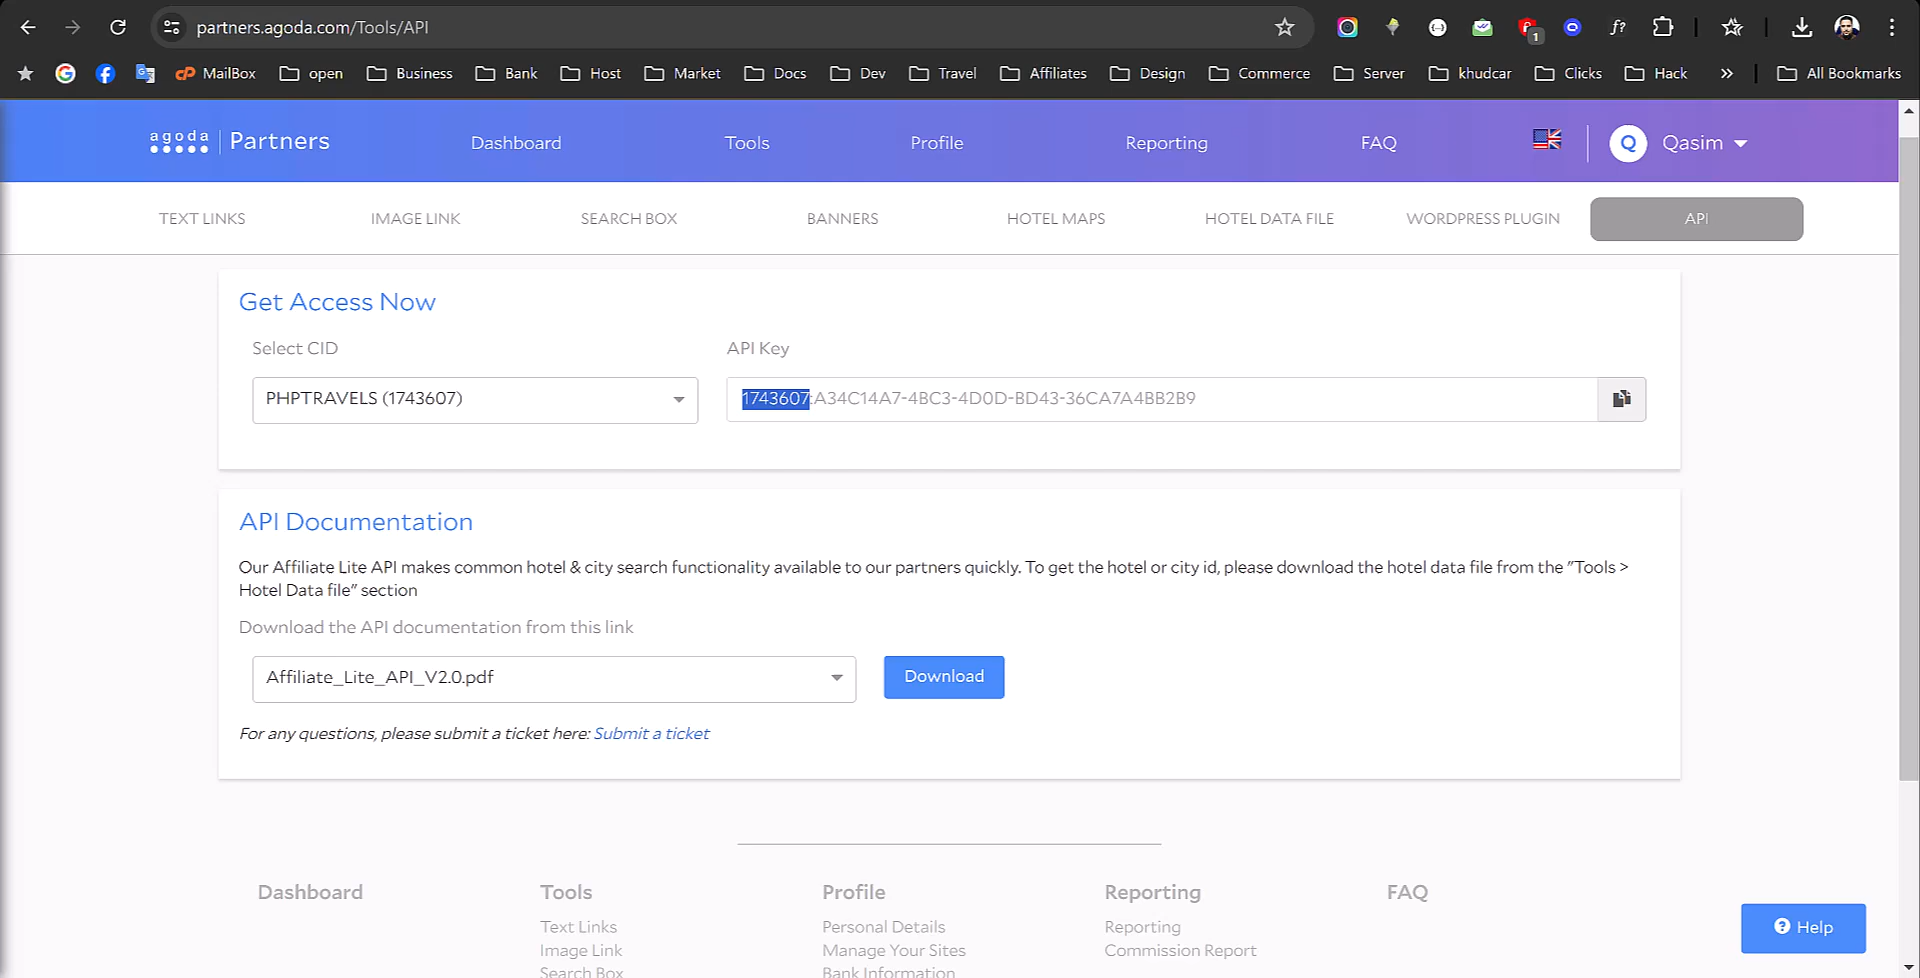 partners.agoda.com/Tools/API
1
MailBox open Business Bank Host Market Docs Dev Travel Affiliates Design Commerce Server khudcar Clicks Hack » All Bookmarks
agoda Partners Dashboard Tools Profile Reporting FAQ Q Qasim
TEXT LINKS IMAGE LINK SEARCH BOX BANNERS HOTEL MAPS HOTEL DATA FILE WORDPRESS PLUGIN API
Get Access Now
Select CID API Key
PHPTRAVELS (1743607) 1743607:A34C14A7-4BC3-4D0D-BD43-36CA7A4BB2B9
API Documentation
Our Affiliate Lite API makes common hotel & city search functionality available to our partners quickly. To get the hotel or city id, please download the hotel data file from the "Tools >
Hotel Data file" section
Download the API documentation from this link
Affiliate_Lite_API_V2.0.pdf Download
For any questions, please submit a ticket here: Submit a ticket
Dashboard Tools Profile Reporting FAQ
Text Links Personal Details Reporting
Image Link Manage Your Sites Commission Report
Search Box Bank Information
Help